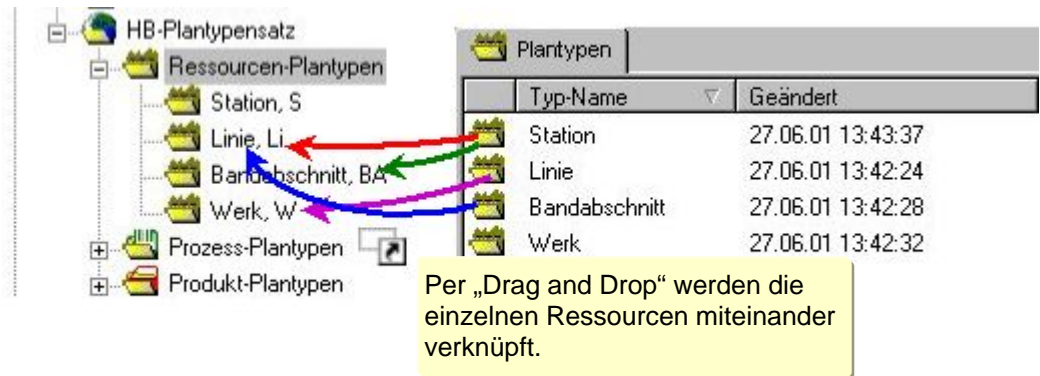 HB-Plantypensatz
Ressourcen-Plantypen
Station, S
Linie, Li
Bandabschnitt, BA
Werk, W
Prozess-Plantypen
Produkt-Plantypen
Plantypen
Typ-Name Geändert
Station 27.06.01 13:43:37
Linie 27.06.01 13:42:24
Bandabschnitt 27.06.01 13:42:28
Werk 27.06.01 13:42:32
Per „Drag and Drop“ werden die
einzelnen Ressourcen miteinander
verknüpft.